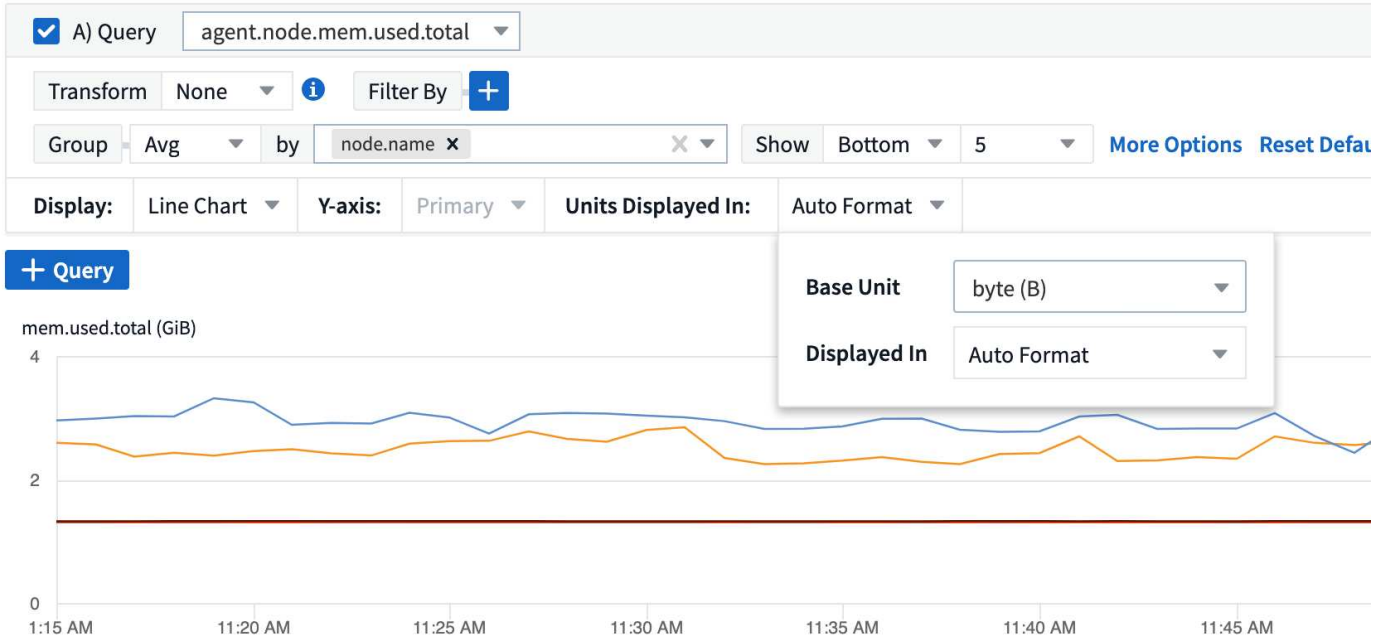 A) Query agent.node.mem.used.total
Transform None i Filter By +
Group Avg by node.name × Show Bottom 5 More Options Reset Defau
Display: Line Chart Y-axis: Primary Units Displayed In: Auto Format
+ Query
Base Unit byte (B)
Displayed In Auto Format
mem.used.total (GiB)
4
2
0
1:15 AM 11:20 AM 11:25 AM 11:30 AM 11:35 AM 11:40 AM 11:45 AM